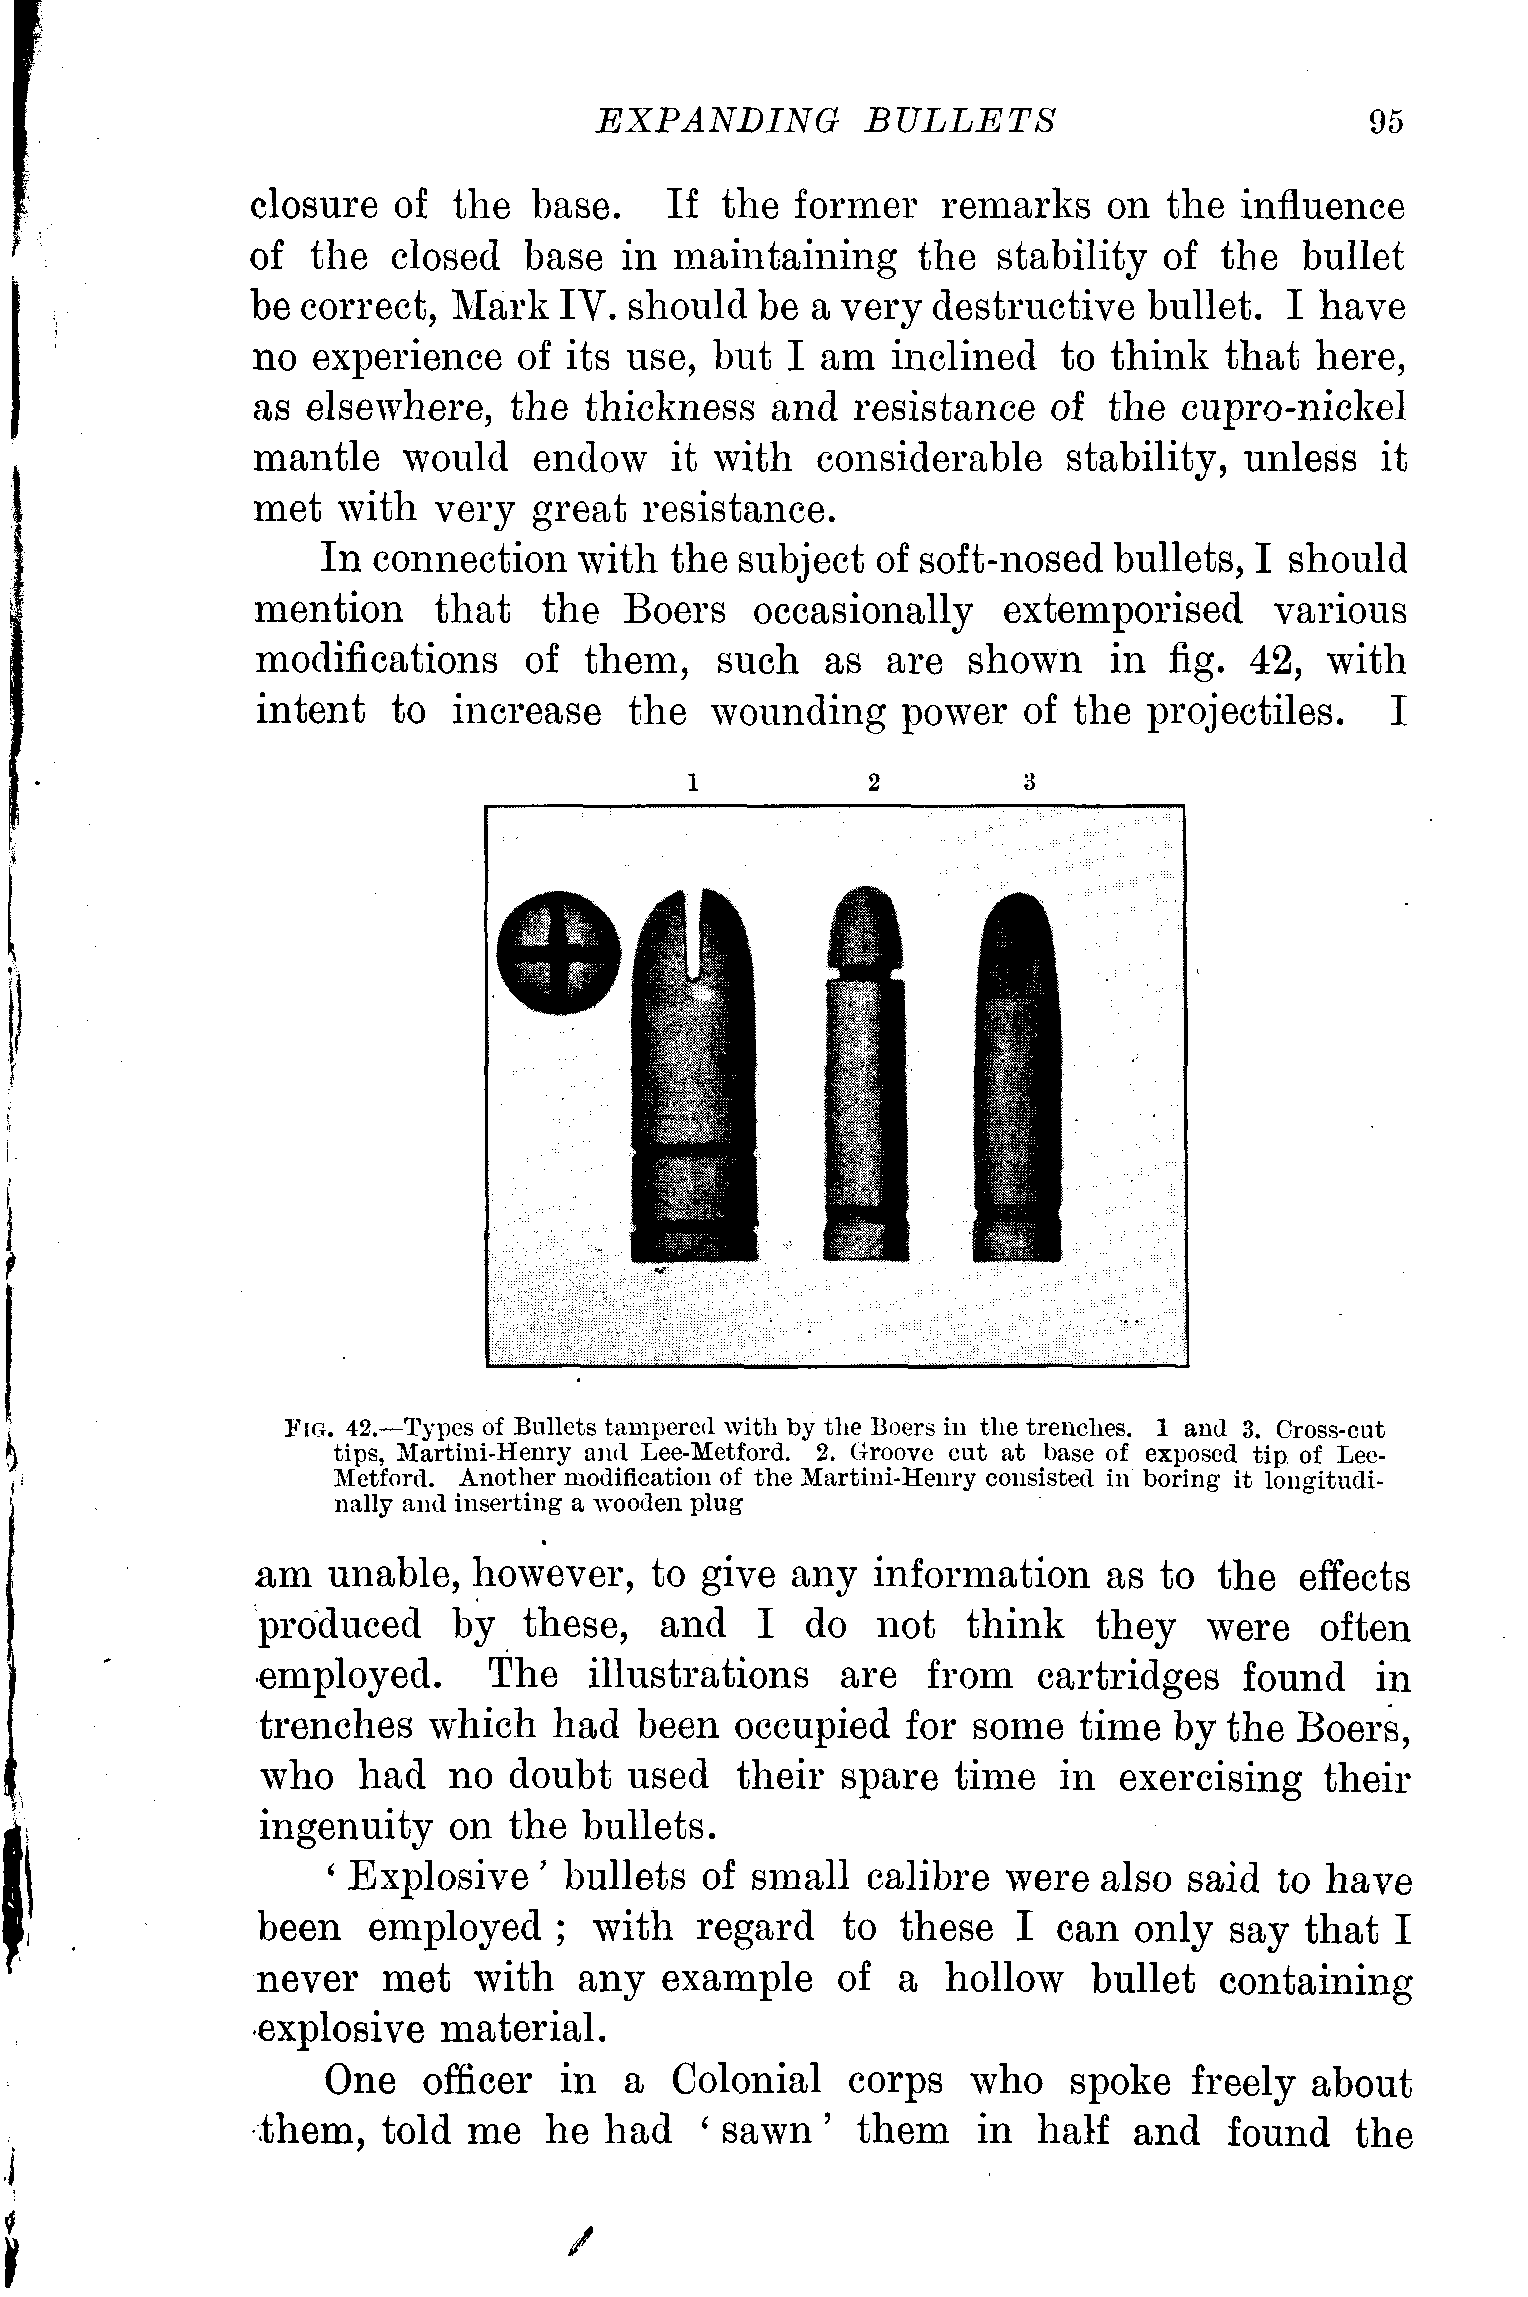 EXPANDING BULLETS 95
closure of the base. If the former remarks on the influence
of the closed base in maintaining the stability of the bullet
be correct, Mark IV. should be a very destructive bullet. I have
no experience of its use, but I am inclined to think that here,
as elsewhere, the thickness and resistance of the cupro-nickel
mantle would endow it with considerable stability, unless it
met with very great resistance.
In connection with the subject of soft-nosed bullets, I should
mention that the Boers occasionally extemporised various
modifications of them, such as are shown in fig. 42, with
intent to increase the wounding power of the projectiles. I
1 2 3
FIG. 42.—Types of Bullets tampered with by the Boers in the trenches. 1 and 3. Cross-cut
tips, Martini-Henry and Lee-Metford. 2. Groove cut at base of exposed tip of Lee-
Metford. Another modification of the Martini-Henry consisted in boring it longitudi-
nally and inserting a wooden plug
am unable, however, to give any information as to the effects
produced by these, and I do not think they were often
employed. The illustrations are from cartridges found in
trenches which had been occupied for some time by the Boers,
who had no doubt used their spare time in exercising their
ingenuity on the bullets.
‘ Explosive ’ bullets of small calibre were also said to have
been employed ; with regard to these I can only say that I
never met with any example of a hollow bullet containing
explosive material.
One officer in a Colonial corps who spoke freely about
them, told me he had ‘ sawn ’ them in half and found the